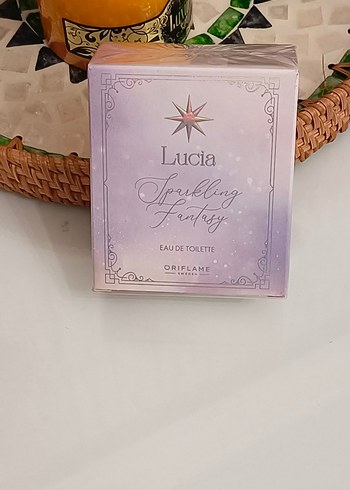 Lucia
Sparkling
Fantasy
EAU DE TOILETTE
ORIFLAME
SWEDEN